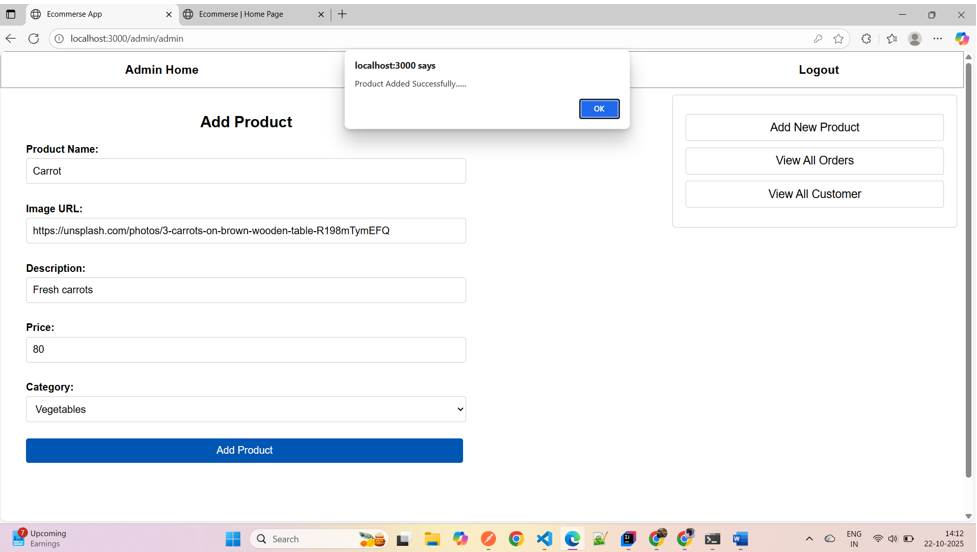 Ecommerse App
Ecommerse | Home Page
localhost:3000/admin/admin
Admin Home
Logout
localhost:3000 says
Product Added Successfully......
OK
Add Product
Product Name:
Carrot
Image URL:
https://unsplash.com/photos/3-carrots-on-brown-wooden-table-R198mTymEFQ
Description:
Fresh carrots
Price:
80
Category:
Vegetables
Add Product
Add New Product
View All Orders
View All Customer
7
Upcoming
Earnings
Search
ENG
IN
14:12
22-10-2025